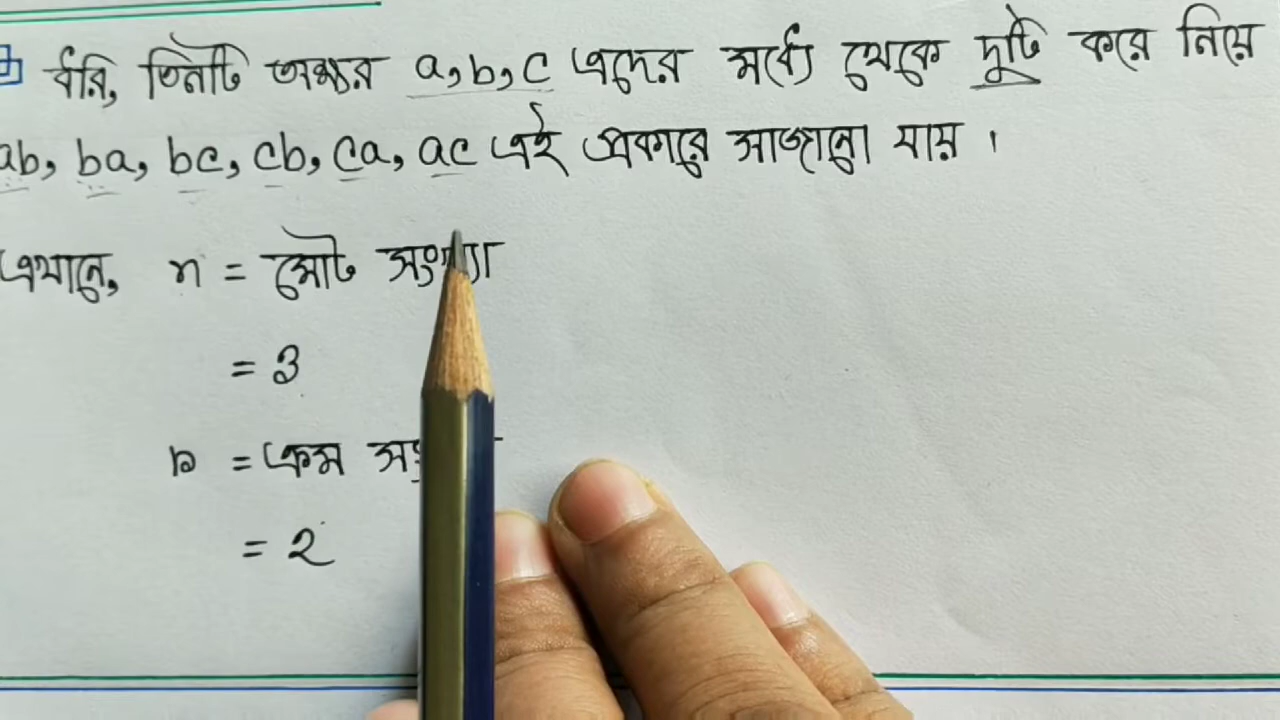 ধরি, তিনটি অক্ষর a, b, c এদের মধ্যে থেকে দুটি করে নিয়ে
ab, ba, bc, cb, ca, ac এই প্রকারে সাজানো যায়।
এখানে, n = মোট সংখ্যা
= 3
r = ক্রম
= 2